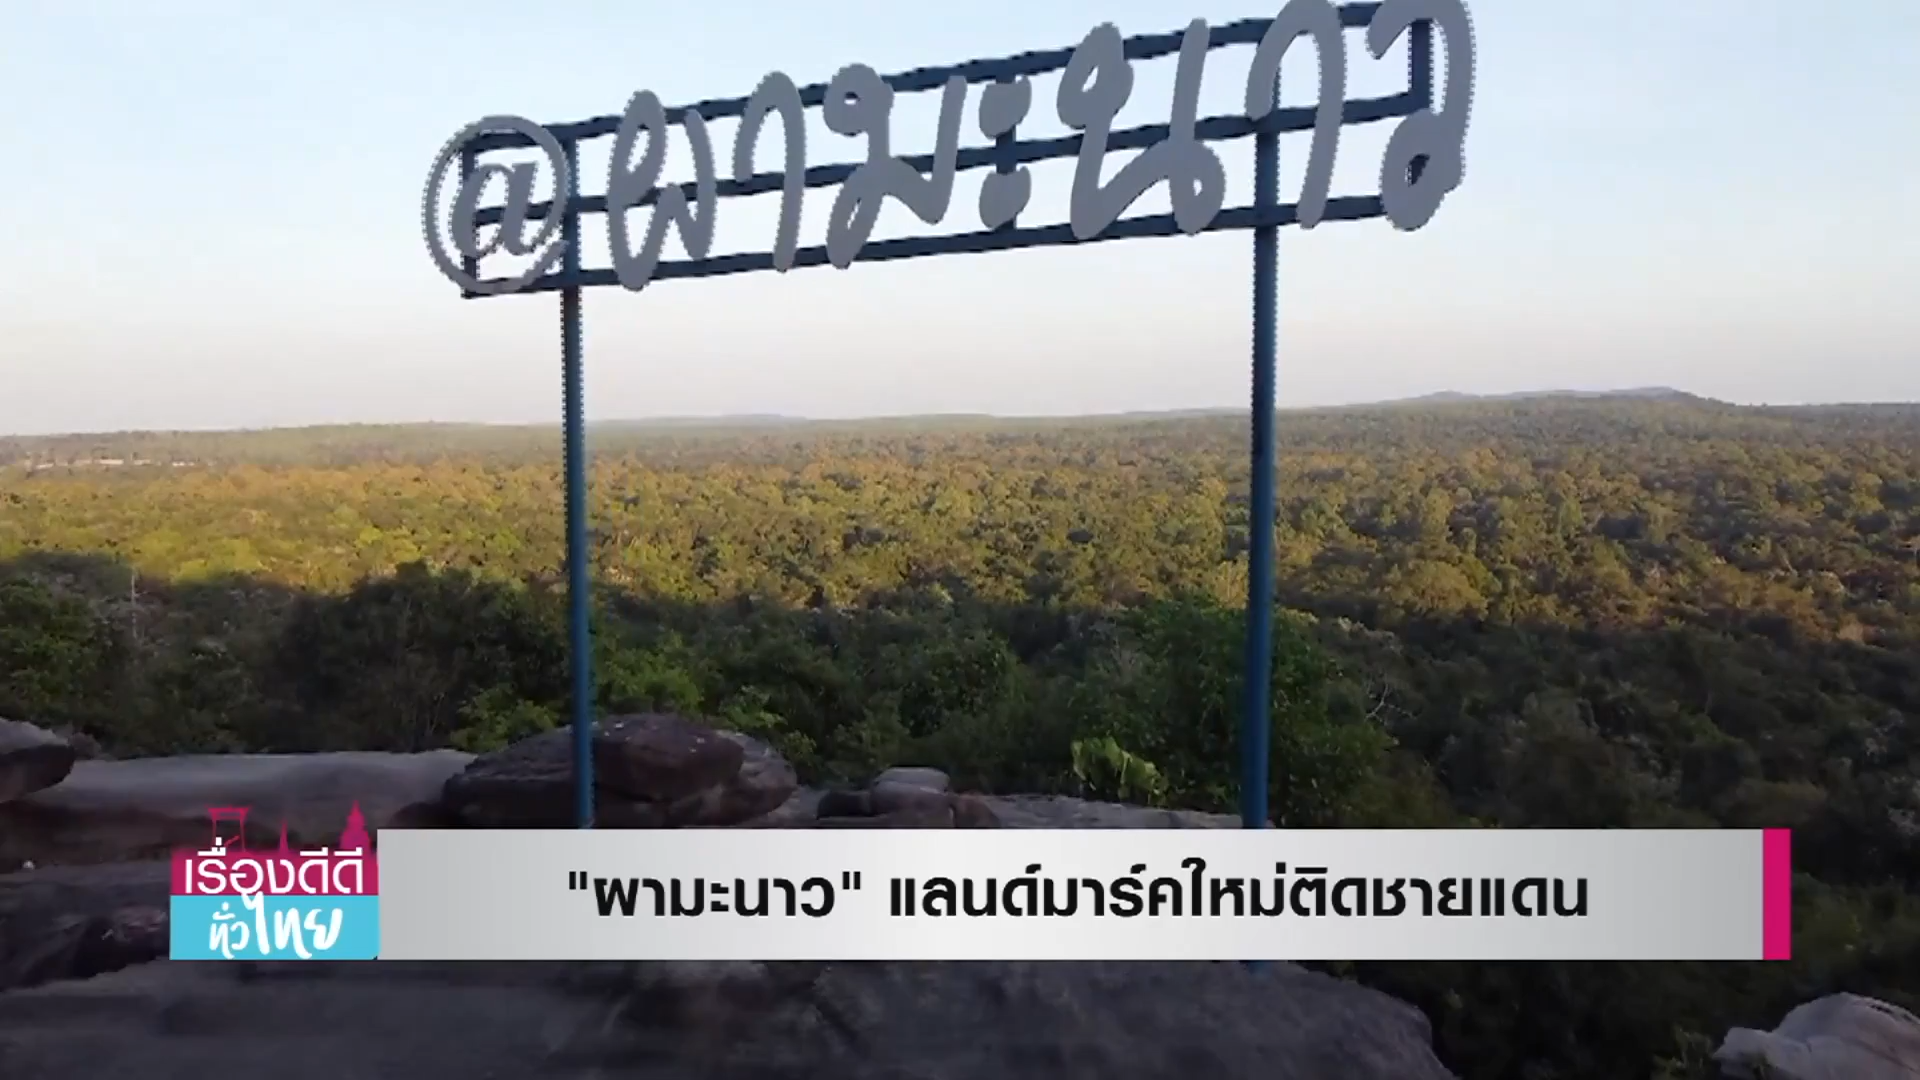 @ผามะนาว
เรื่องดีดี
ทั่วไทย
"ผามะนาว" แลนด์มาร์คใหม่ติดชายแดน